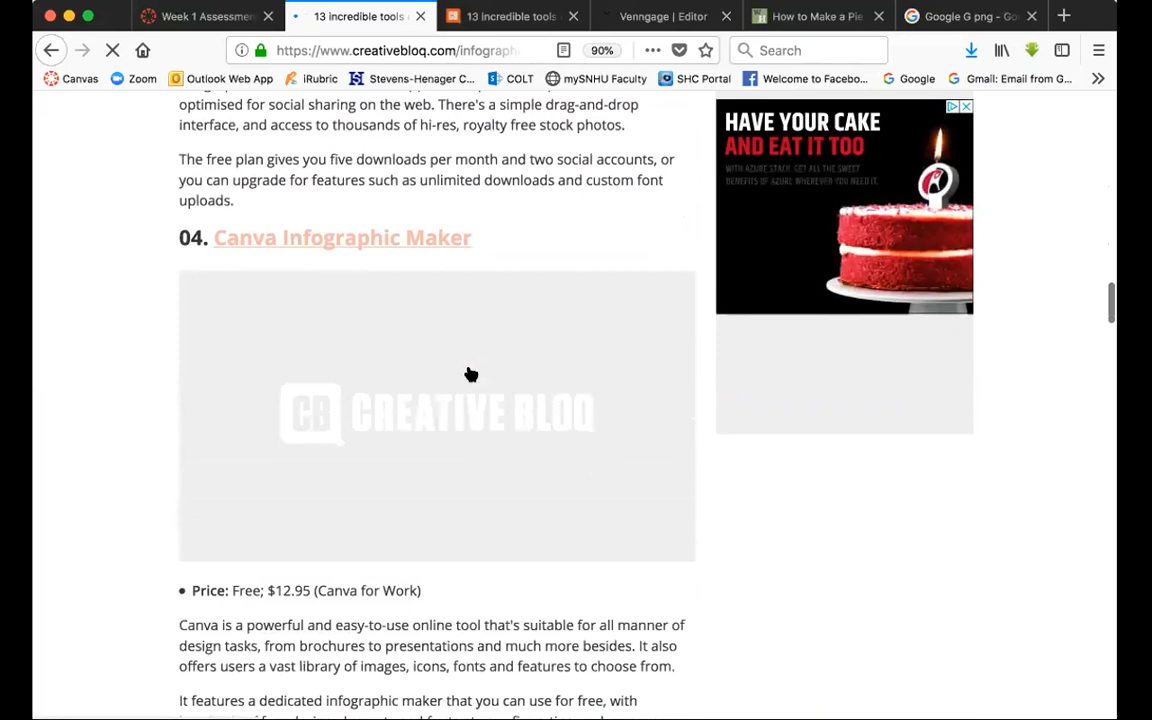 Week 1 Assessmen
13 incredible tools
13 incredible tools
Venngage | Editor
How to Make a Pie
Google G png - Go
https://www.creativebloq.com/infograph
90%
Search
Canvas
Zoom
Outlook Web App
iRubric
Stevens-Henager C...
COLT
mySNHU Faculty
SHC Portal
Welcome to Facebo...
Google
Gmail: Email from G...
optimised for social sharing on the web. There's a simple drag-and-drop
interface, and access to thousands of hi-res, royalty free stock photos.
The free plan gives you five downloads per month and two social accounts, or
you can upgrade for features such as unlimited downloads and custom font
uploads.
04. Canva Infographic Maker
CB CREATIVE BLOQ
• Price: Free; $12.95 (Canva for Work)
Canva is a powerful and easy-to-use online tool that's suitable for all manner of
design tasks, from brochures to presentations and much more besides. It also
offers users a vast library of images, icons, fonts and features to choose from.
It features a dedicated infographic maker that you can use for free, with
HAVE YOUR CAKE
AND EAT IT TOO
WITH AZURE STACK, GET ALL THE SWEET
BENEFITS OF AZURE WHEREVER YOU NEED IT.